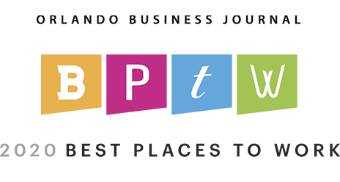 ORLANDO BUSINESS JOURNAL
B P t W
2020 BEST PLACES TO WORK